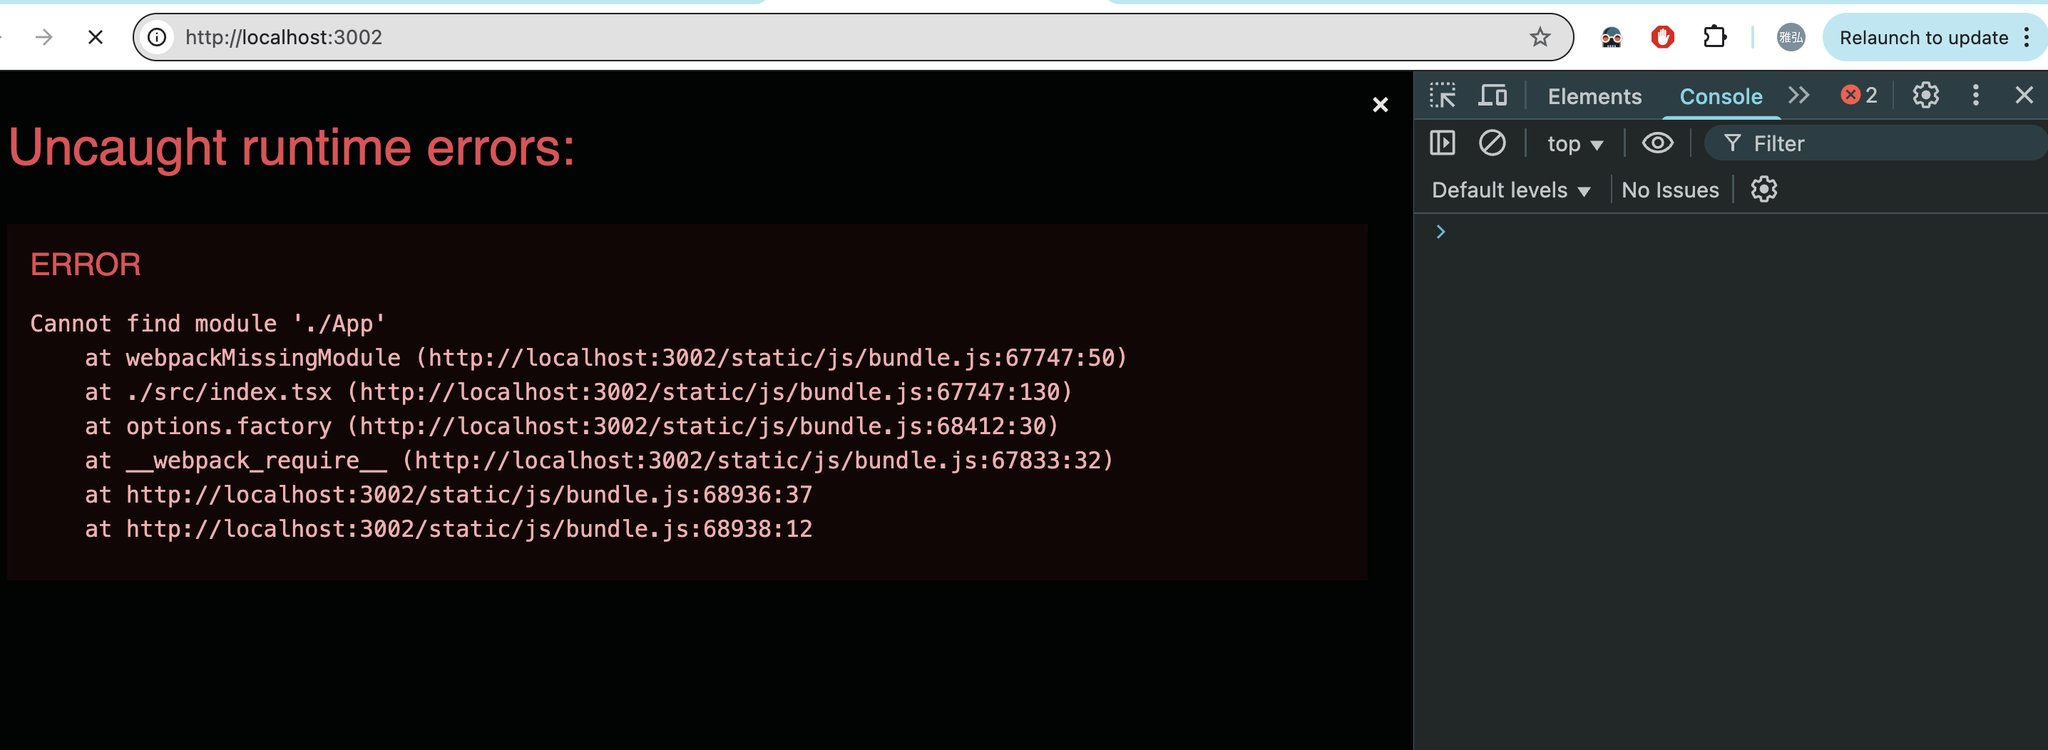 http://localhost:3002
雅弘
Relaunch to update
Elements
Console
2
top
Filter
Default levels
No Issues
Uncaught runtime errors:
ERROR
Cannot find module './App'
at webpackMissingModule (http://localhost:3002/static/js/bundle.js:67747:50)
at ./src/index.tsx (http://localhost:3002/static/js/bundle.js:67747:130)
at options.factory (http://localhost:3002/static/js/bundle.js:68412:30)
at __webpack_require__ (http://localhost:3002/static/js/bundle.js:67833:32)
at http://localhost:3002/static/js/bundle.js:68936:37
at http://localhost:3002/static/js/bundle.js:68938:12